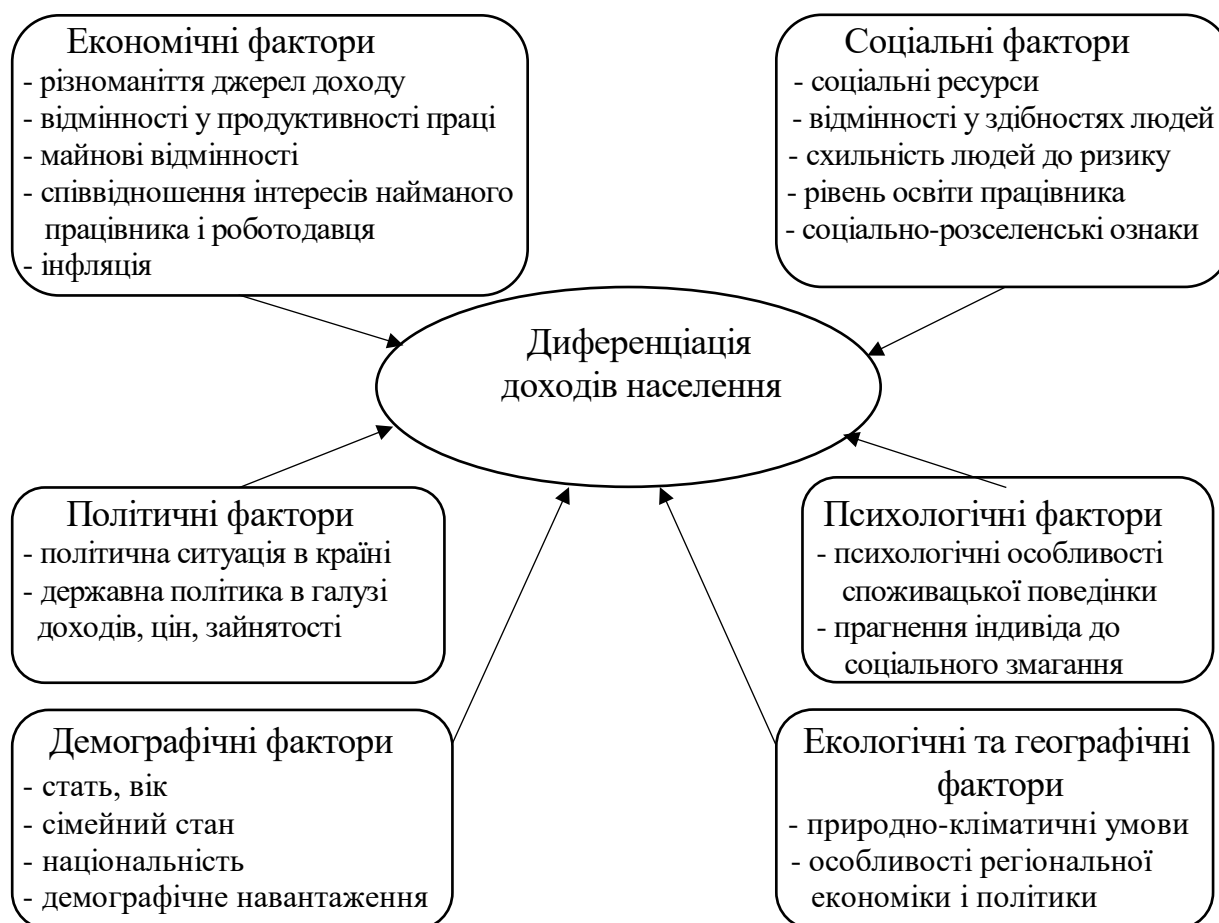 Економічні фактори
- різноманіття джерел доходу
- відмінності у продуктивності праці
- майнові відмінності
- співвідношення інтересів найманого
працівника і роботодавця
- інфляція
Соціальні фактори
- соціальні ресурси
- відмінності у здібностях людей
- схильність людей до ризику
- рівень освіти працівника
- соціально-розселенські ознаки
Диференціація
доходів населення
Політичні фактори
- політична ситуація в країні
- державна політика в галузі
доходів, цін, зайнятості
Психологічні фактори
- психологічні особливості
споживацької поведінки
- прагнення індивіда до
соціального змагання
Демографічні фактори
- стать, вік
- сімейний стан
- національність
- демографічне навантаження
Екологічні та географічні
фактори
- природно-кліматичні умови
- особливості регіональної
економіки і політики